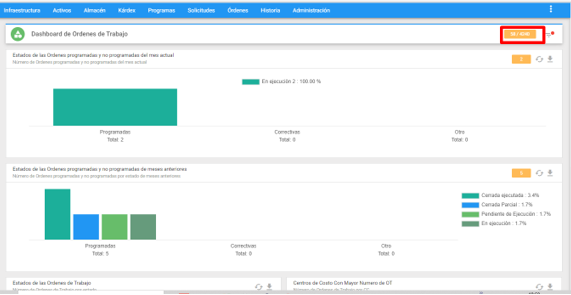 Infraestructura Activos Almacén Kárdex Programas Solicitudes Órdenes Historia Administración
Dashboard de Ordenes de Trabajo
Estados de las Ordenes programadas y no programadas del mes actual
Número de Ordenes programadas y no programadas del mes actual
2
En ejecución 2 : 100.00 %
Programadas Correctivas Otro
Total: 2 Total: 0 Total: 0
Estados de las Ordenes programadas y no programadas de meses anteriores
Número de Ordenes programadas y no programadas por estado de meses anteriores
5
Cerrada ejecutada : 3.4%
Cerrada Parcial : 1.7%
Pendiente de Ejecución : 1.7%
En ejecución : 1.7%
Programadas Correctivas Otro
Total: 5 Total: 0 Total: 0
Estados de las Ordenes de Trabajo
Centros de Costo Con Mayor Numero de OT